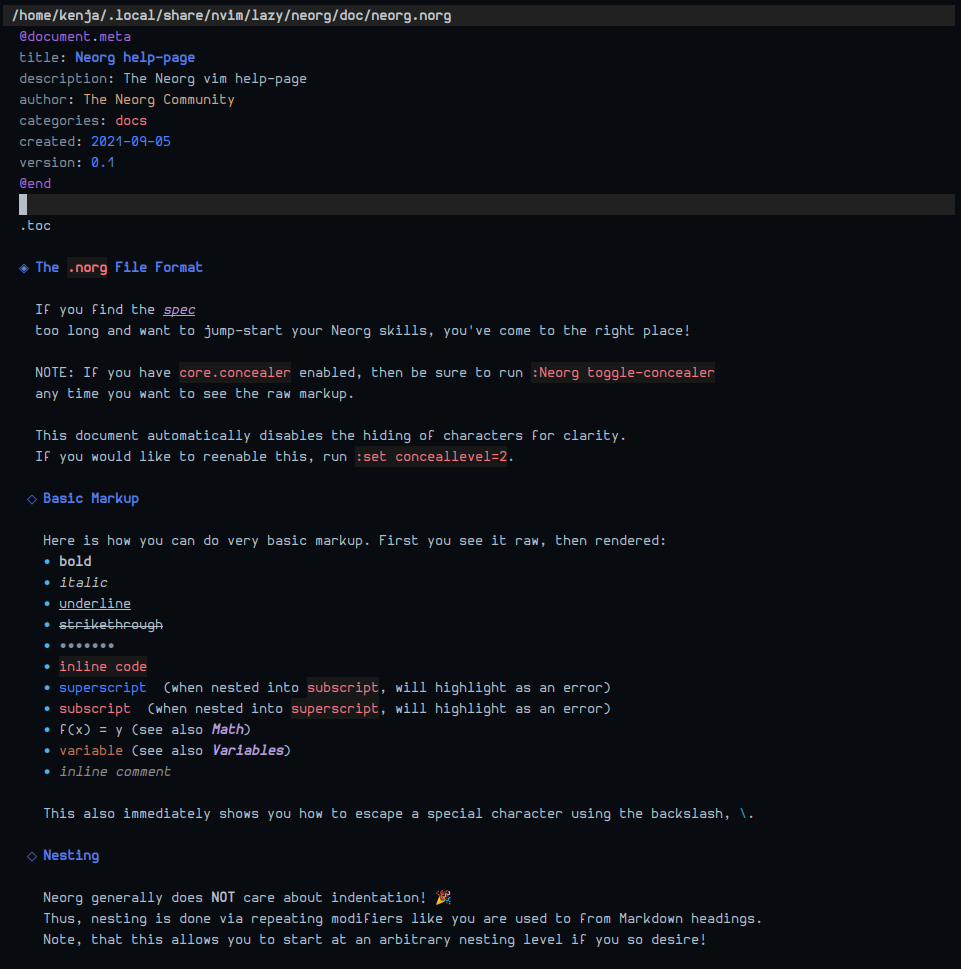 /home/kenja/.local/share/nvim/lazy/neorg/doc/neorg.norg
@document.meta
title: Neorg help-page
description: The Neorg vim help-page
author: The Neorg Community
categories: docs
created: 2021-09-05
version: 0.1
@end
.toc
◈ The .norg File Format
If you find the spec
too long and want to jump-start your Neorg skills, you've come to the right place!
NOTE: If you have core.concealer enabled, then be sure to run :Neorg toggle-concealer
any time you want to see the raw markup.
This document automatically disables the hiding of characters for clarity.
If you would like to reenable this, run :set conceallevel=2.
◇ Basic Markup
Here is how you can do very basic markup. First you see it raw, then rendered:
• bold
• italic
• underline
• strikethrough
• •••••••
• inline code
• superscript (when nested into subscript, will highlight as an error)
• subscript (when nested into superscript, will highlight as an error)
• f(x) = y (see also Math)
• variable (see also Variables)
• inline comment
This also immediately shows you how to escape a special character using the backslash, \.
◇ Nesting
Neorg generally does NOT care about indentation! 🎉
Thus, nesting is done via repeating modifiers like you are used to from Markdown headings.
Note, that this allows you to start at an arbitrary nesting level if you so desire!